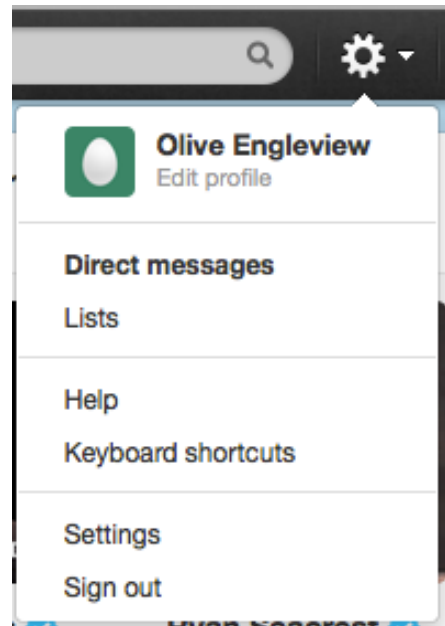 Olive Engleview
Edit profile
Direct messages
Lists
Help
Keyboard shortcuts
Settings
Sign out